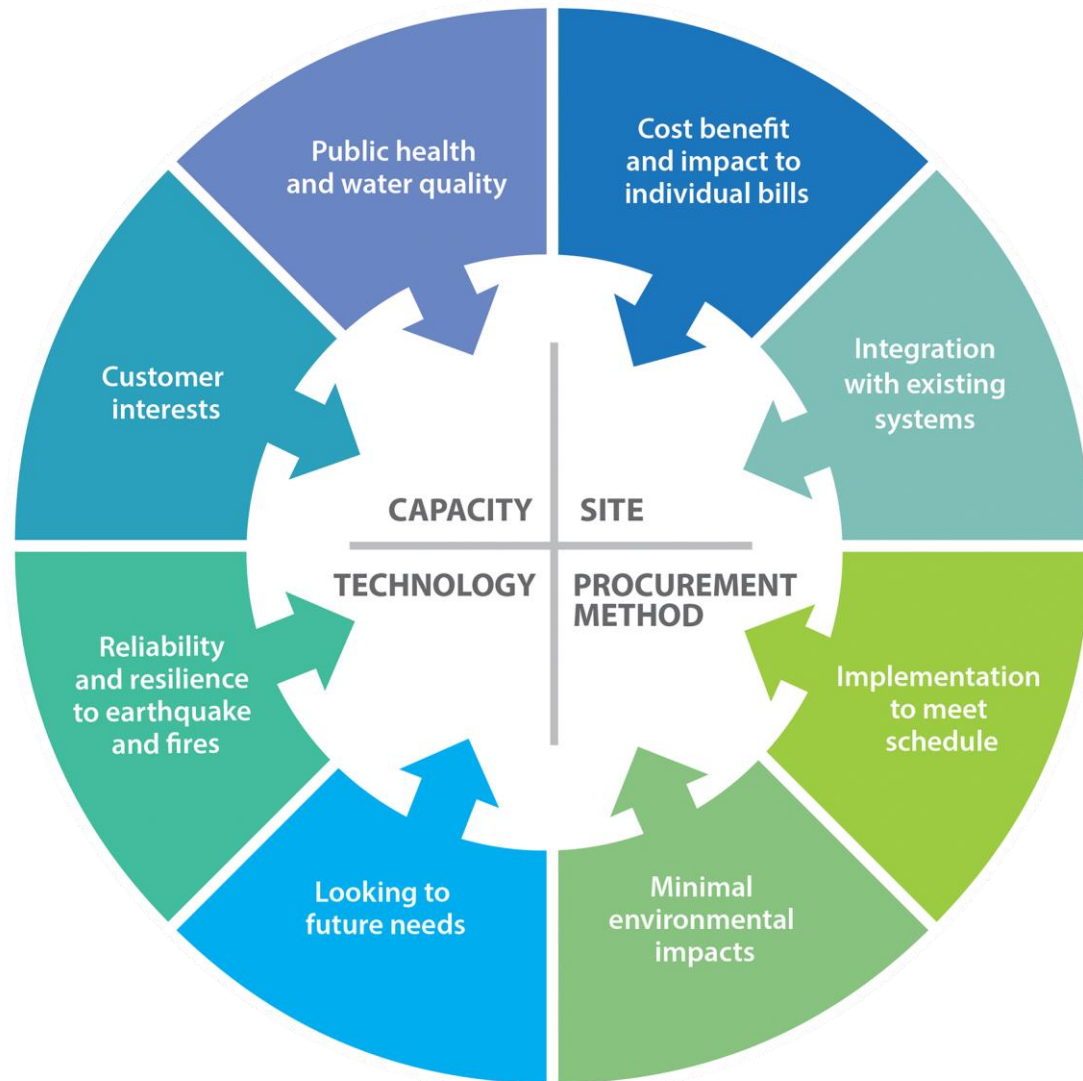 Public health
and water quality
Cost benefit
and impact to
individual bills
Integration
with existing
systems
Implementation
to meet
schedule
Minimal
environmental
impacts
Looking to
future needs
Reliability
and resilience
to earthquake
and fires
Customer
interests
CAPACITY
SITE
TECHNOLOGY
PROCUREMENT
METHOD